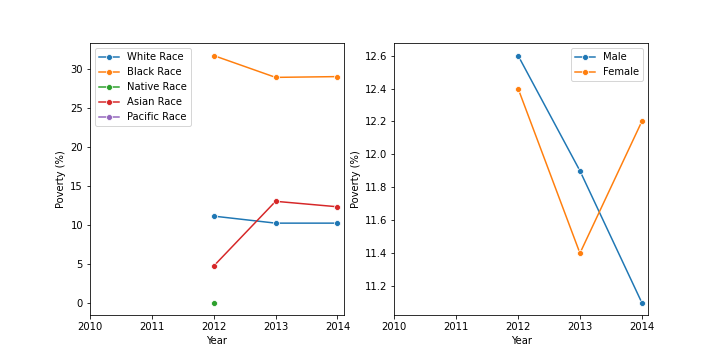 White Race
Black Race
Native Race
Asian Race
Pacific Race
30
25
20
15
10
5
0
Poverty (%)
2010 2011 2012 2013 2014
Year
Male
Female
12.6
12.4
12.2
12.0
11.8
11.6
11.4
11.2
Poverty (%)
2010 2011 2012 2013 2014
Year